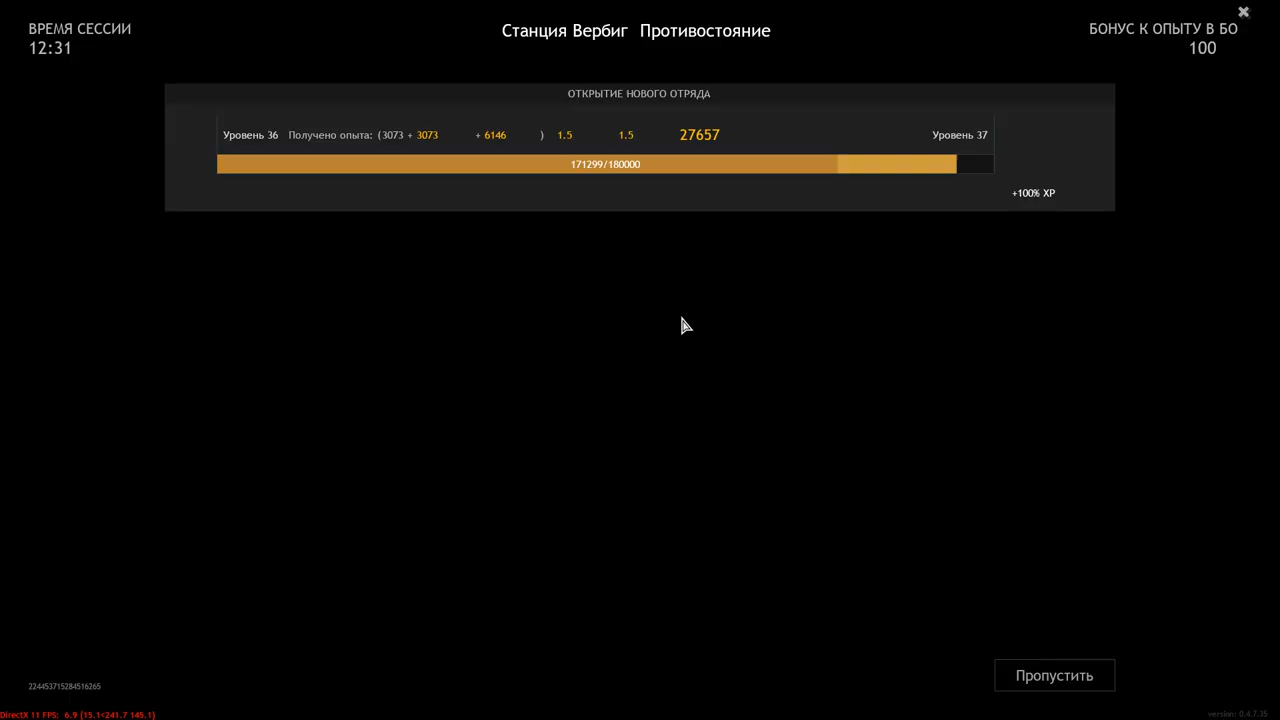 ВРЕМЯ СЕССИИ
12:31
Станция Вербиг Противостояние
БОНУС К ОПЫТУ В БО
100
ОТКРЫТИЕ НОВОГО ОТРЯДА
Уровень 36 Получено опыта: (3073 + 3073 + 6146 ) 1.5 1.5 27657 Уровень 37
171299/180000
+100% XP
Пропустить
224453715284516265
DirectX 11 FPS: 6.9 (15.1<241.7 145.1)
version: 0.4.7.35